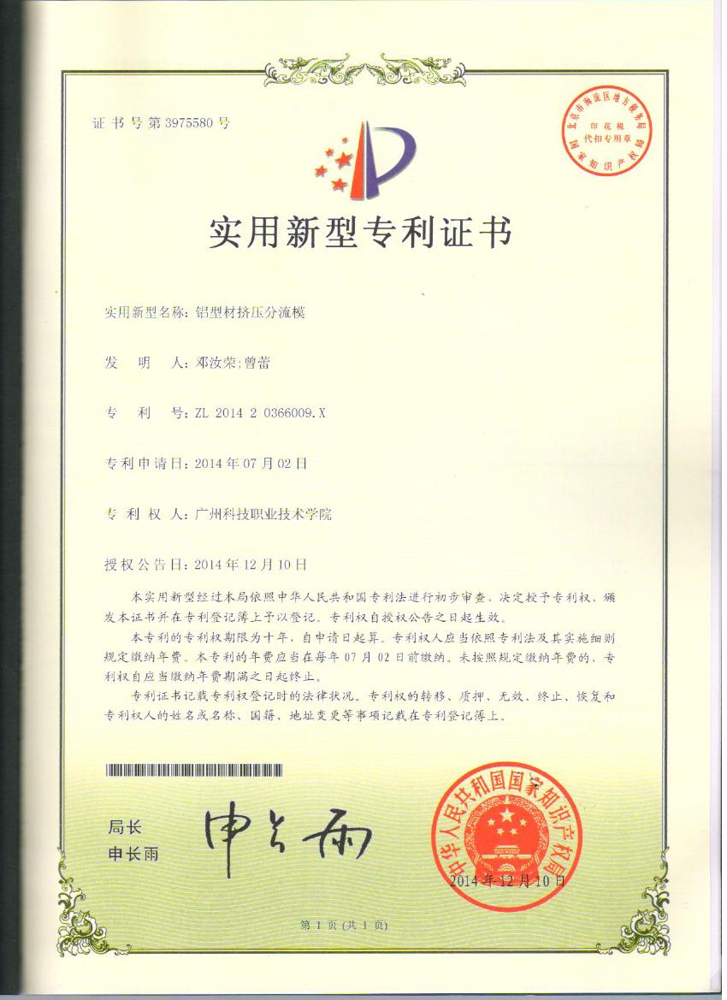 证书号第3975580号
北京市海淀区地方税务局
印花税
代扣专用章
国家知识产权局
实用新型专利证书
实用新型名称：铝型材挤压分流模
发明人：邓汝荣;曾蕾
专利号：ZL 2014 2 0366009.X
专利申请日：2014年07月02日
专利权人：广州科技职业技术学院
授权公告日：2014年12月10日
本实用新型经过本局依照中华人民共和国专利法进行初步审查，决定授予专利权，颁
发本证书并在专利登记簿上予以登记。专利权自授权公告之日起生效。
本专利的专利权期限为十年，自申请日起算。专利权人应当依照专利法及其实施细则
规定缴纳年费。本专利的年费应当在每年07月02日前缴纳。未按照规定缴纳年费的，专
利权自应当缴纳年费期满之日起终止。
专利证书记载专利权登记时的法律状况。专利权的转移、质押、无效、终止、恢复和
专利权人的姓名或名称、国籍、地址变更等事项记载在专利登记簿上。
局长
申长雨
申长雨
中华人民共和国国家知识产权局
2014年12月10日
第1页(共1页)